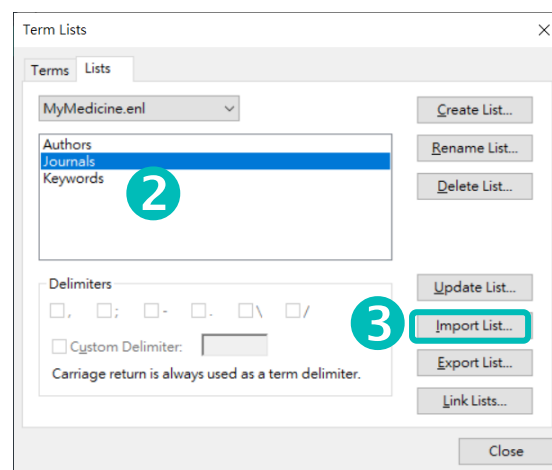 Term Lists
Terms Lists
MyMedicine.enl
Create List...
Authors
Journals
Keywords
2
Rename List...
Delete List...
Delimiters
, ; - . \ /
Custom Delimiter:
Carriage return is always used as a term delimiter.
Update List...
3
Import List...
Export List...
Link Lists...
Close